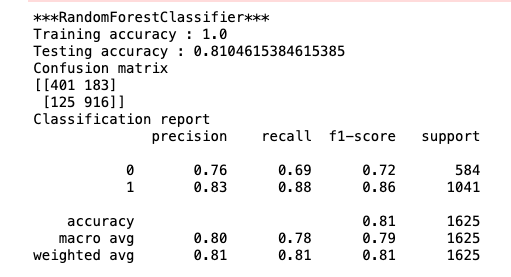 ***RandomForestClassifier***
Training accuracy : 1.0
Testing accuracy : 0.8104615384615385
Confusion matrix
[[401 183]
 [125 916]]
Classification report
              precision    recall  f1-score   support

           0       0.76      0.69      0.72       584
           1       0.83      0.88      0.86      1041

    accuracy                           0.81      1625
   macro avg       0.80      0.78      0.79      1625
weighted avg       0.81      0.81      0.81      1625